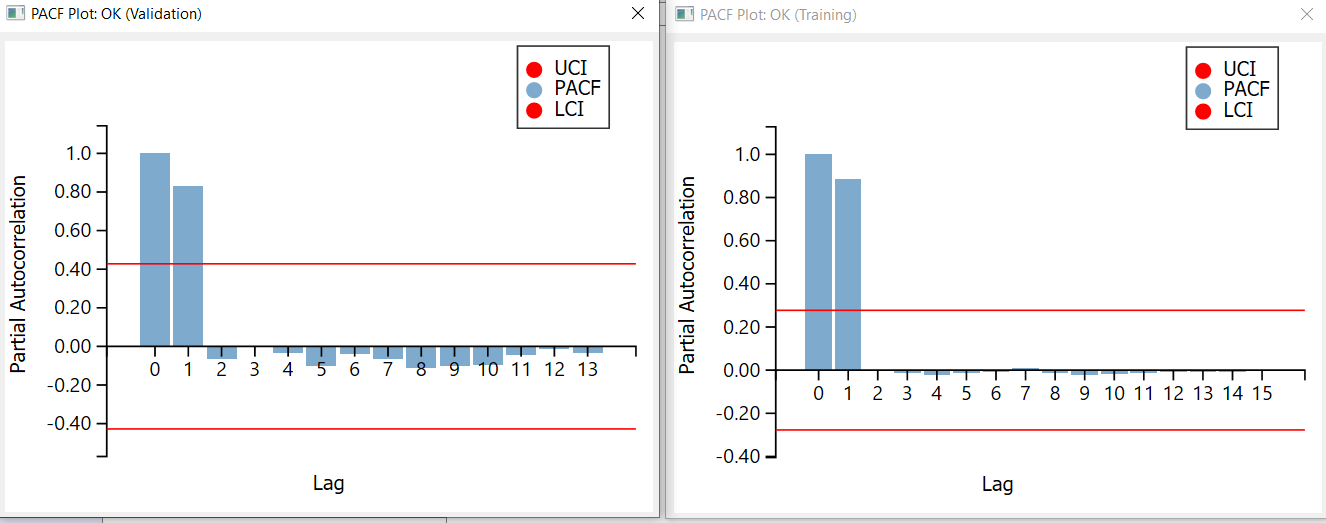 PACF Plot: OK (Validation)
UCI
PACF
LCI
1.0
0.80
0.60
0.40
0.20
0.00
-0.20
-0.40
Partial Autocorrelation
0 1 2 3 4 5 6 7 8 9 10 11 12 13
Lag
PACF Plot: OK (Training)
UCI
PACF
LCI
1.0
0.80
0.60
0.40
0.20
0.00
-0.20
-0.40
Partial Autocorrelation
0 1 2 3 4 5 6 7 8 9 10 11 12 13 14 15
Lag